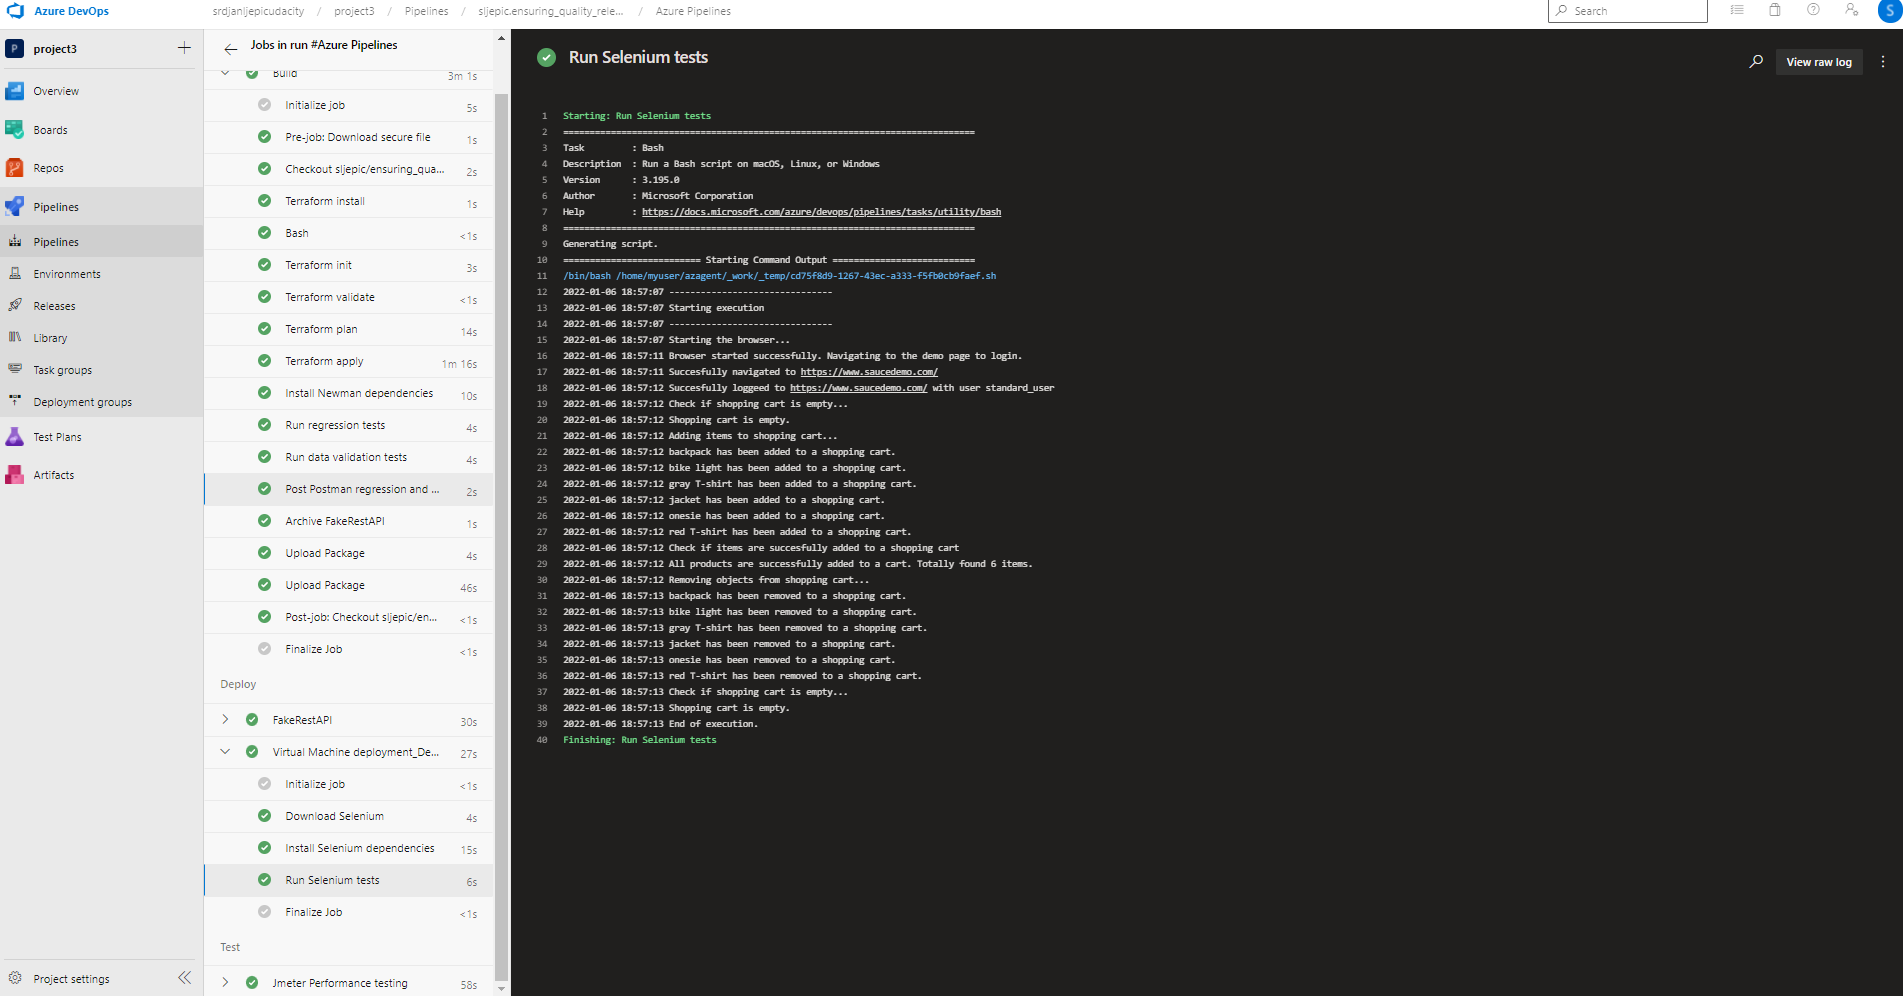 Azure DevOps
srdjanljepicudacity / project3 / Pipelines / sljepic.ensuring_quality_rele... / Azure Pipelines
Search
S
P project3
Overview
Boards
Repos
Pipelines
Pipelines
Environments
Releases
Library
Task groups
Deployment groups
Test Plans
Artifacts
Project settings
Jobs in run #Azure Pipelines
Build 3m 1s
Initialize job 5s
Pre-job: Download secure file 1s
Checkout sljepic/ensuring_qua... 2s
Terraform install 1s
Bash <1s
Terraform init 3s
Terraform validate <1s
Terraform plan 14s
Terraform apply 1m 16s
Install Newman dependencies 10s
Run regression tests 4s
Run data validation tests 4s
Post Postman regression and ... 2s
Archive FakeRestAPI 1s
Upload Package 4s
Upload Package 46s
Post-job: Checkout sljepic/en... <1s
Finalize Job <1s
Deploy
FakeRestAPI 30s
Virtual Machine deployment_De... 27s
Initialize job <1s
Download Selenium 4s
Install Selenium dependencies 15s
Run Selenium tests 6s
Finalize Job <1s
Test
Jmeter Performance testing 58s
Run Selenium tests
View raw log
1 Starting: Run Selenium tests
2 ==============================================================================
3 Task : Bash
4 Description : Run a Bash script on macOS, Linux, or Windows
5 Version : 3.195.0
6 Author : Microsoft Corporation
7 Help : https://docs.microsoft.com/azure/devops/pipelines/tasks/utility/bash
8 ==============================================================================
9 Generating script.
10 ========================== Starting Command Output ===========================
11 /bin/bash /home/myuser/azagent/_work/_temp/cd75f8d9-1267-43ec-a333-f5fb0cb9faef.sh
12 2022-01-06 18:57:07 -------------------------------
13 2022-01-06 18:57:07 Starting execution
14 2022-01-06 18:57:07 -------------------------------
15 2022-01-06 18:57:07 Starting the browser...
16 2022-01-06 18:57:11 Browser started successfully. Navigating to the demo page to login.
17 2022-01-06 18:57:11 Succesfully navigated to https://www.saucedemo.com/
18 2022-01-06 18:57:12 Succesfully loggeed to https://www.saucedemo.com/ with user standard_user
19 2022-01-06 18:57:12 Check if shopping cart is empty...
20 2022-01-06 18:57:12 Shopping cart is empty.
21 2022-01-06 18:57:12 Adding items to shopping cart...
22 2022-01-06 18:57:12 backpack has been added to a shopping cart.
23 2022-01-06 18:57:12 bike light has been added to a shopping cart.
24 2022-01-06 18:57:12 gray T-shirt has been added to a shopping cart.
25 2022-01-06 18:57:12 jacket has been added to a shopping cart.
26 2022-01-06 18:57:12 onesie has been added to a shopping cart.
27 2022-01-06 18:57:12 red T-shirt has been added to a shopping cart.
28 2022-01-06 18:57:12 Check if items are succesfully added to a shopping cart
29 2022-01-06 18:57:12 All products are successfully added to a cart. Totally found 6 items.
30 2022-01-06 18:57:12 Removing objects from shopping cart...
31 2022-01-06 18:57:13 backpack has been removed to a shopping cart.
32 2022-01-06 18:57:13 bike light has been removed to a shopping cart.
33 2022-01-06 18:57:13 gray T-shirt has been removed to a shopping cart.
34 2022-01-06 18:57:13 jacket has been removed to a shopping cart.
35 2022-01-06 18:57:13 onesie has been removed to a shopping cart.
36 2022-01-06 18:57:13 red T-shirt has been removed to a shopping cart.
37 2022-01-06 18:57:13 Check if shopping cart is empty...
38 2022-01-06 18:57:13 Shopping cart is empty.
39 2022-01-06 18:57:13 End of execution.
40 Finishing: Run Selenium tests